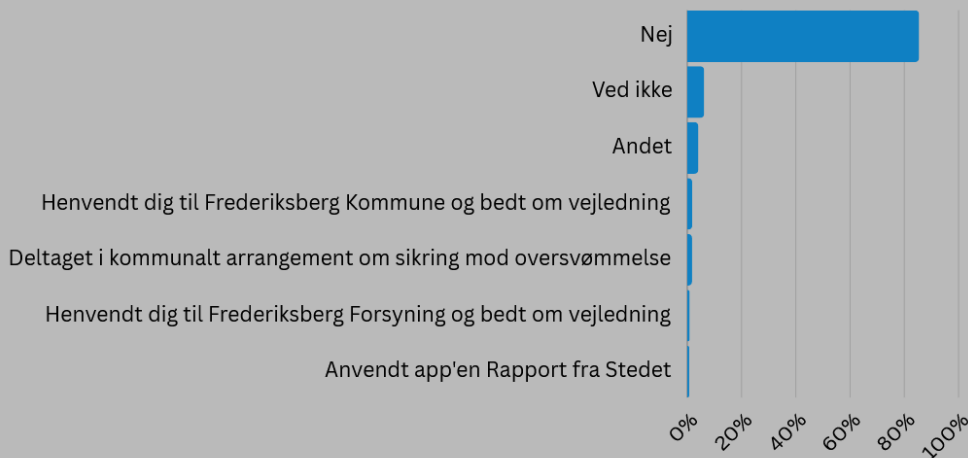 Nej
Ved ikke
Andet
Henvendt dig til Frederiksberg Kommune og bedt om vejledning
Deltaget i kommunalt arrangement om sikring mod oversvømmelse
Henvendt dig til Frederiksberg Forsyning og bedt om vejledning
Anvendt app'en Rapport fra Stedet
0% 20% 40% 60% 80% 100%